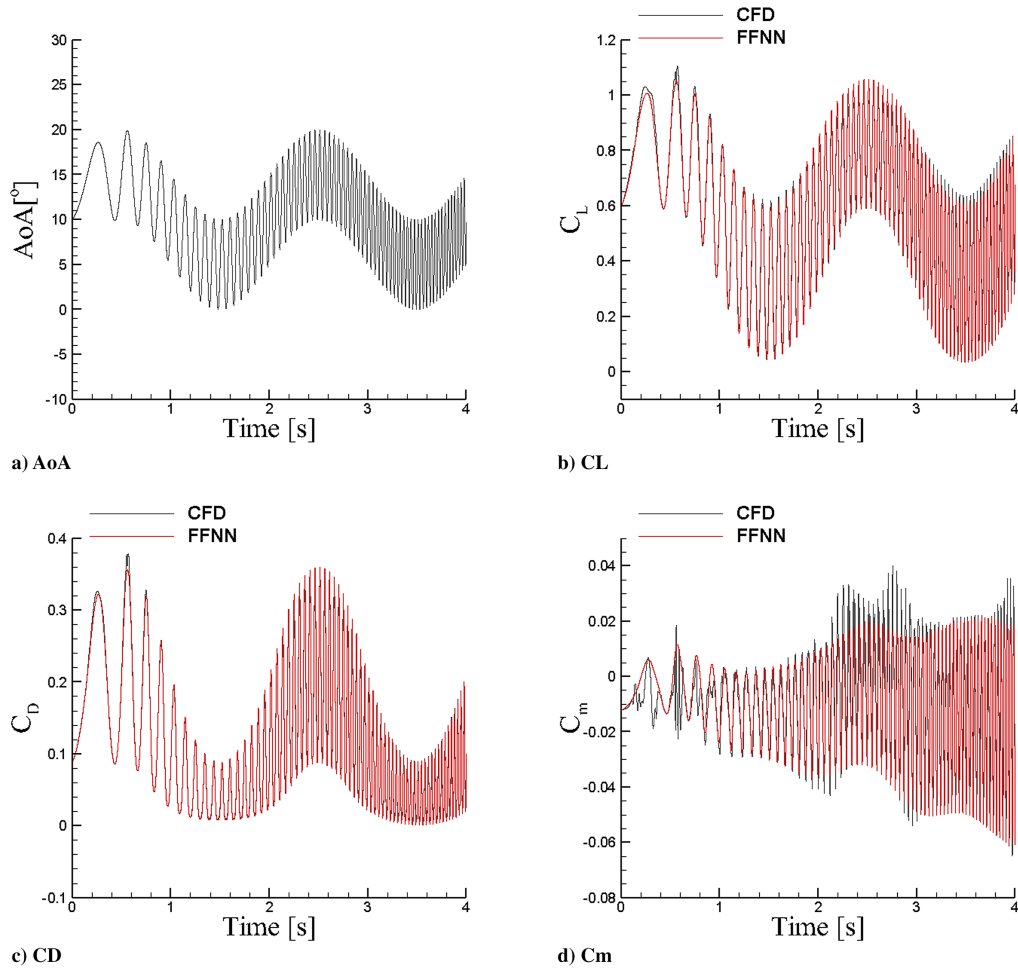 AoA[°]
30
25
20
15
10
5
0
-5
-10
0 1 2 3 4
Time [s]
a) AoA
CFD
FFNN
C_L
1.2
1
0.8
0.6
0.4
0.2
0
0 1 2 3 4
Time [s]
b) CL
CFD
FFNN
C_D
0.4
0.3
0.2
0.1
0
-0.1
0 1 2 3 4
Time [s]
c) CD
CFD
FFNN
C_m
0.04
0.02
0
-0.02
-0.04
-0.06
-0.08
0 1 2 3 4
Time [s]
d) Cm